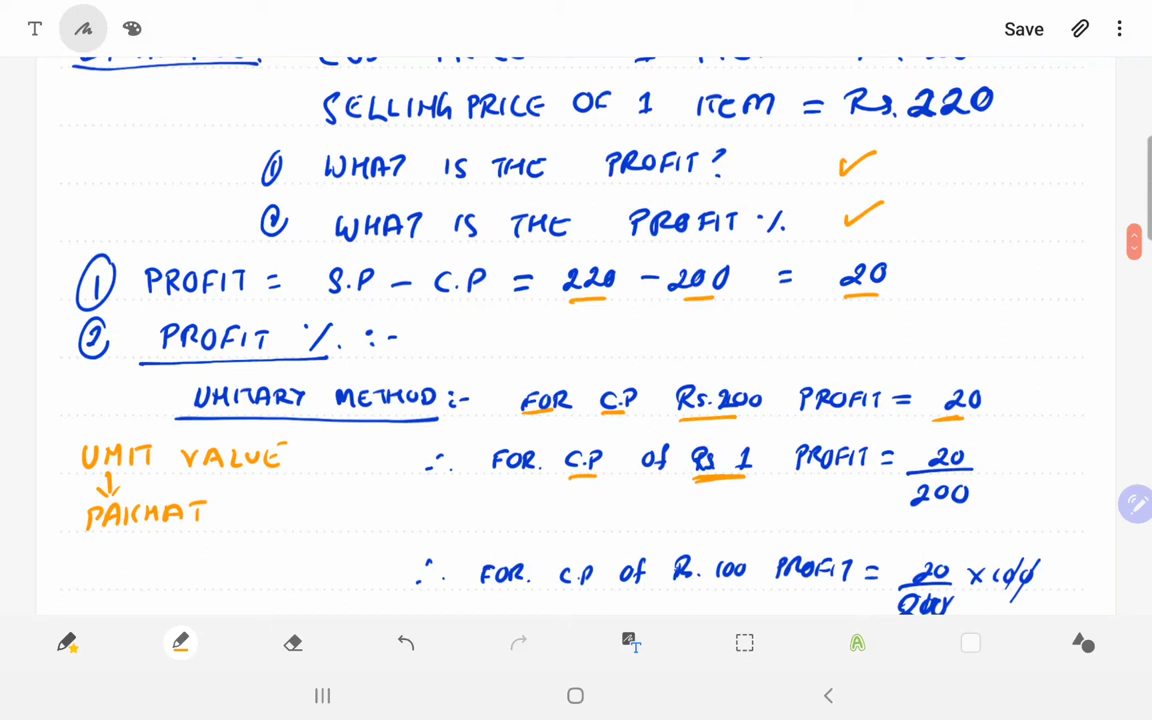 T
Save
SELLING PRICE OF 1 ITEM = Rs.220
① WHAT IS THE PROFIT?
② WHAT IS THE PROFIT %
① PROFIT = S.P - C.P = 220 - 200 = 20
② PROFIT %. :-
UNITARY METHOD :- FOR C.P Rs.200 PROFIT = 20
UNIT VALUE ∴ FOR. C.P of Rs 1 PROFIT = 20/200
↓
∴ FOR. C.P of Rs. 100 PROFIT = 20/200 × 100